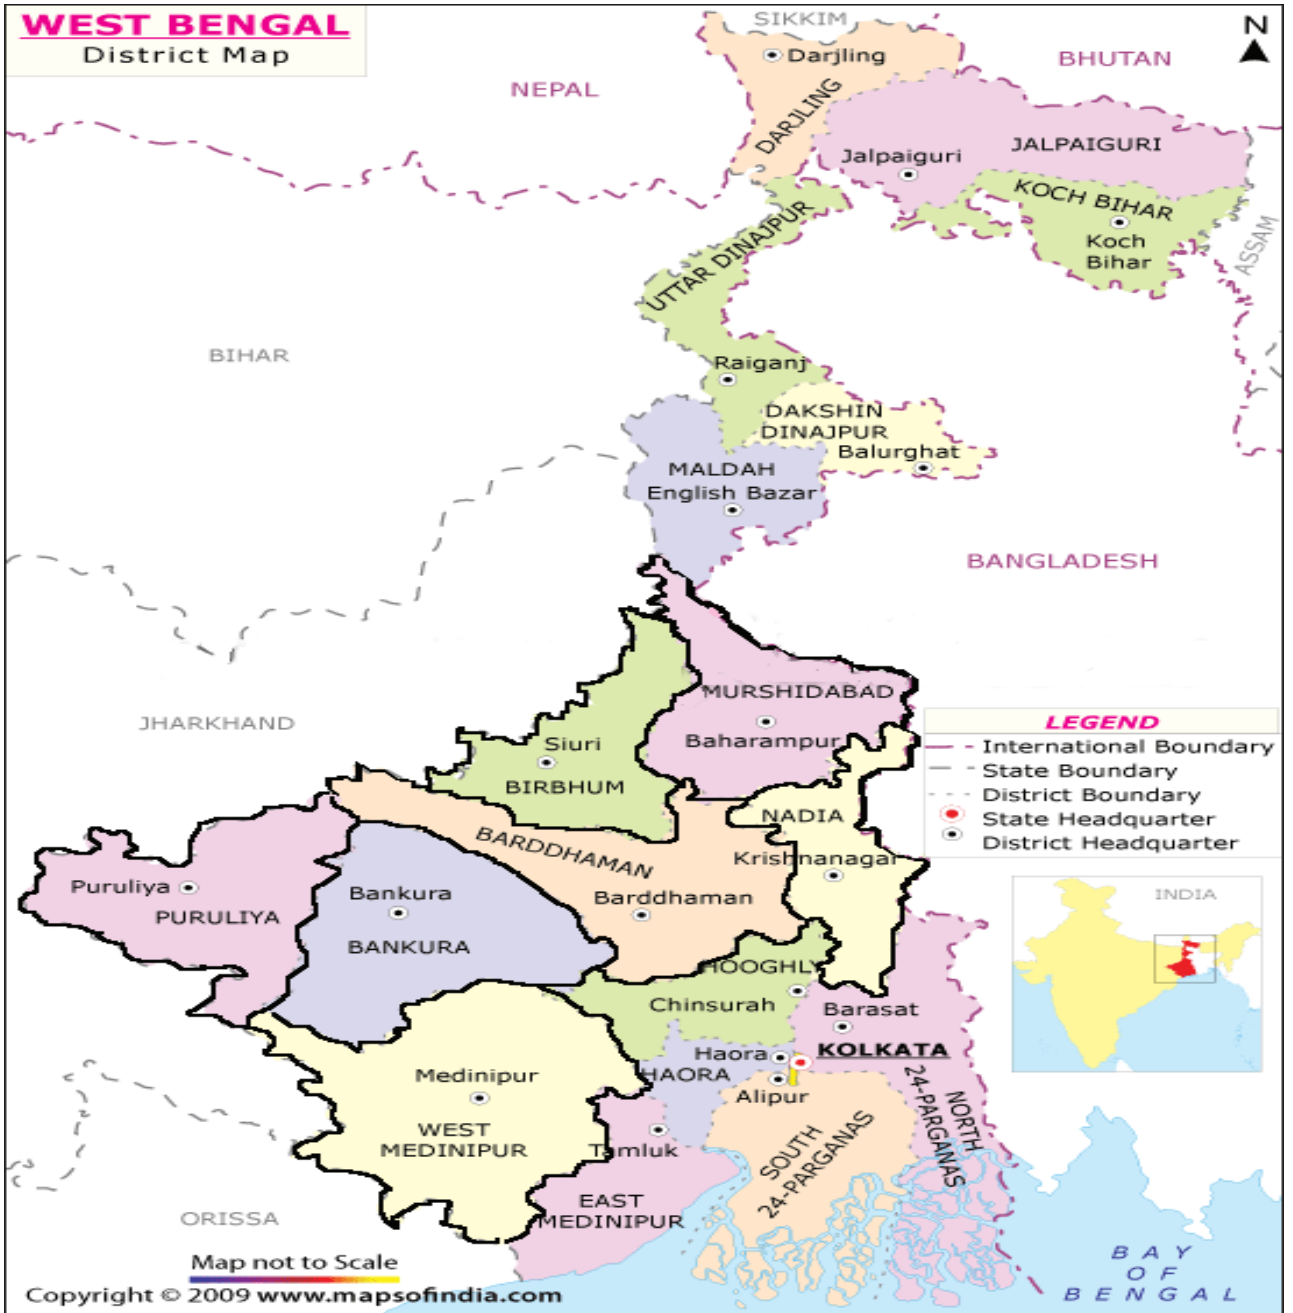 WEST BENGAL
District Map
SIKKIM
N
Darjling
BHUTAN
NEPAL
DARJLING
JALPAIGURI
Jalpaiguri
KOCH BIHAR
Koch
Bihar
ASSAM
UTTAR DINAJPUR
BIHAR
Raiganj
DAKSHIN
DINAJPUR
Balurghat
MALDAH
English Bazar
BANGLADESH
MURSHIDABAD
Baharampur
JHARKHAND
Siuri
BIRBHUM
LEGEND
International Boundary
State Boundary
District Boundary
State Headquarter
District Headquarter
NADIA
Krishnanagar
BARDDHAMAN
Barddhaman
Puruliya
PURULIYA
Bankura
BANKURA
INDIA
HOOGHLY
Chinsurah
Barasat
KOLKATA
Haora
HAORA
Alipur
NORTH
24-PARGANAS
Medinipur
WEST
MEDINIPUR
Tamluk
SOUTH
24-PARGANAS
EAST
MEDINIPUR
ORISSA
BAY
OF
BENGAL
Map not to Scale
Copyright © 2009 www.mapsofindia.com